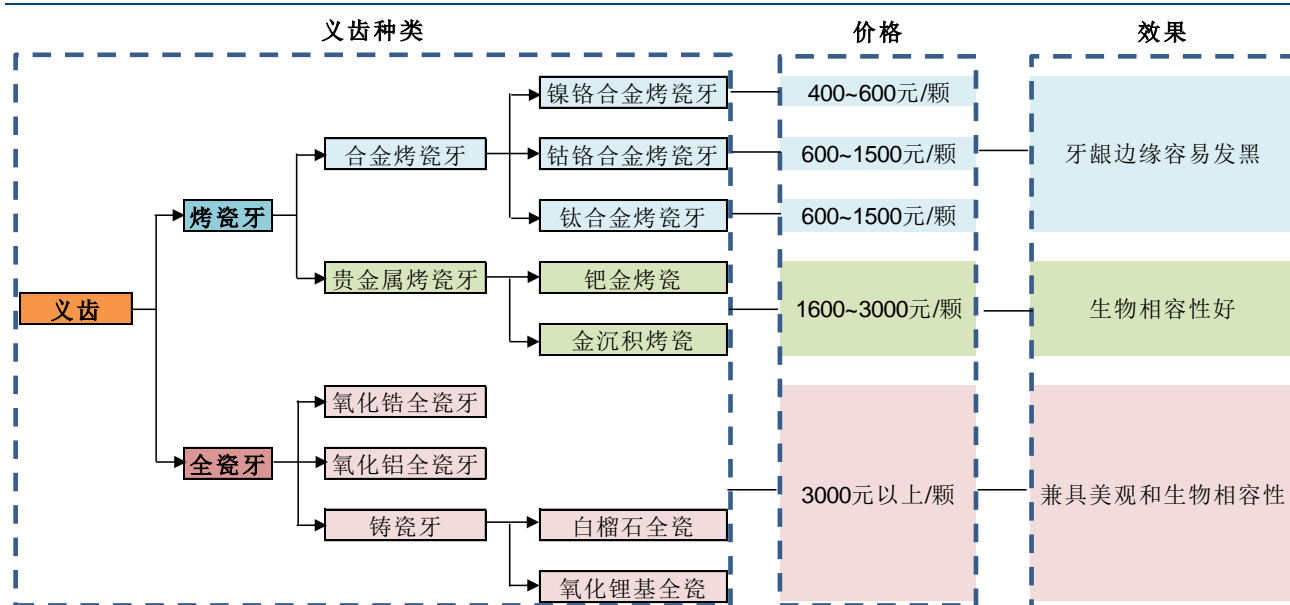 义齿种类
价格
效果
镍铬合金烤瓷牙
400~600元/颗
合金烤瓷牙
钴铬合金烤瓷牙
600~1500元/颗
牙龈边缘容易发黑
烤瓷牙
钛合金烤瓷牙
600~1500元/颗
贵金属烤瓷牙
钯金烤瓷
义齿
1600~3000元/颗
生物相容性好
金沉积烤瓷
氧化锆全瓷牙
全瓷牙
氧化铝全瓷牙
3000元以上/颗
兼具美观和生物相容性
铸瓷牙
白榴石全瓷
氧化锂基全瓷